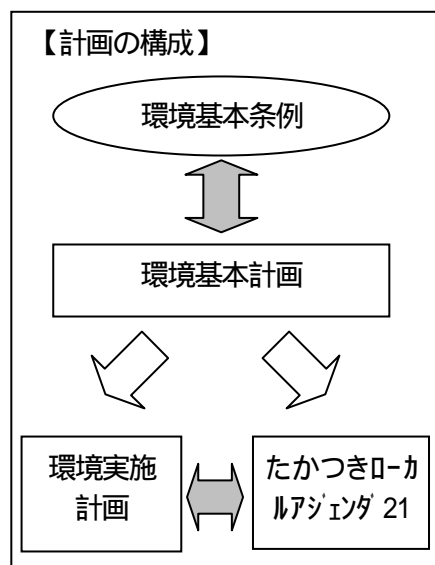 【計画の構成】
環境基本条例
環境基本計画
環境実施
計画
たかつきローカ
ルアジェンダ 21